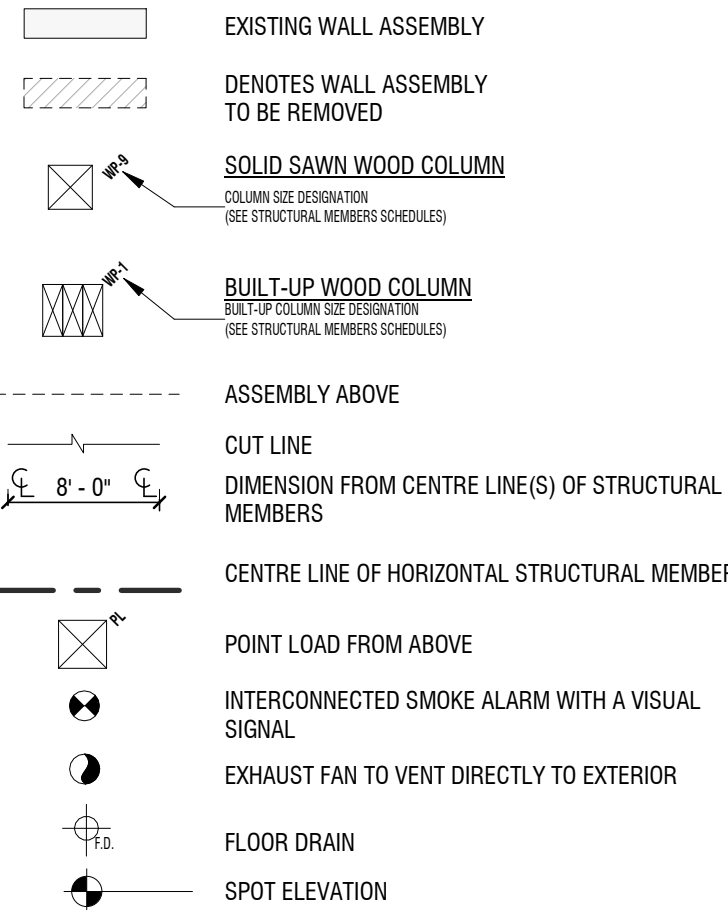 EXISTING WALL ASSEMBLY
DENOTES WALL ASSEMBLY
TO BE REMOVED
WP-9
SOLID SAWN WOOD COLUMN
COLUMN SIZE DESIGNATION
(SEE STRUCTURAL MEMBERS SCHEDULES)
WP-1
BUILT-UP WOOD COLUMN
BUILT-UP COLUMN SIZE DESIGNATION
(SEE STRUCTURAL MEMBERS SCHEDULES)
ASSEMBLY ABOVE
CUT LINE
℄ 8' - 0" ℄
DIMENSION FROM CENTRE LINE(S) OF STRUCTURAL
MEMBERS
CENTRE LINE OF HORIZONTAL STRUCTURAL MEMBER
PL
POINT LOAD FROM ABOVE
INTERCONNECTED SMOKE ALARM WITH A VISUAL
SIGNAL
EXHAUST FAN TO VENT DIRECTLY TO EXTERIOR
F.D.
FLOOR DRAIN
SPOT ELEVATION